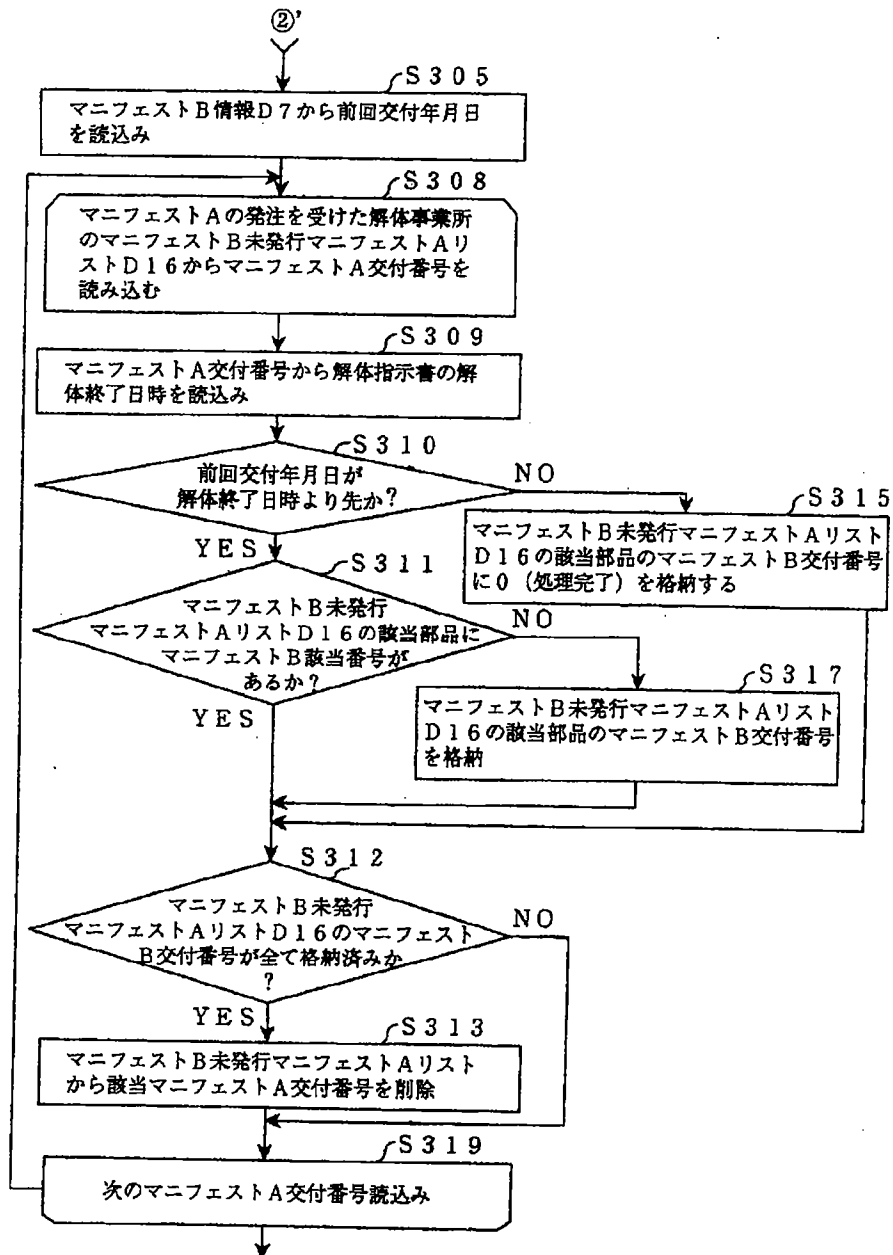 ②'
S305
マニフェストB情報D7から前回交付年月日
を読込み
S308
マニフェストAの発注を受けた解体事業所
のマニフェストB未発行マニフェストAリ
ストD16からマニフェストA交付番号を
読み込む
S309
マニフェストA交付番号から解体指示書の解
体終了日時を読込み
S310
前回交付年月日が
解体終了日時より先か?
NO
YES
S315
マニフェストB未発行マニフェストAリスト
D16の該当部品のマニフェストB交付番号
に0(処理完了)を格納する
S311
マニフェストB未発行
マニフェストAリストD16の該当部品に
マニフェストB該当番号が
あるか?
NO
YES
S317
マニフェストB未発行マニフェストAリスト
D16の該当部品のマニフェストB交付番号
を格納
S312
マニフェストB未発行
マニフェストAリストD16のマニフェスト
B交付番号が全て格納済みか
?
NO
YES
S313
マニフェストB未発行マニフェストAリスト
から該当マニフェストA交付番号を削除
S319
次のマニフェストA交付番号読込み